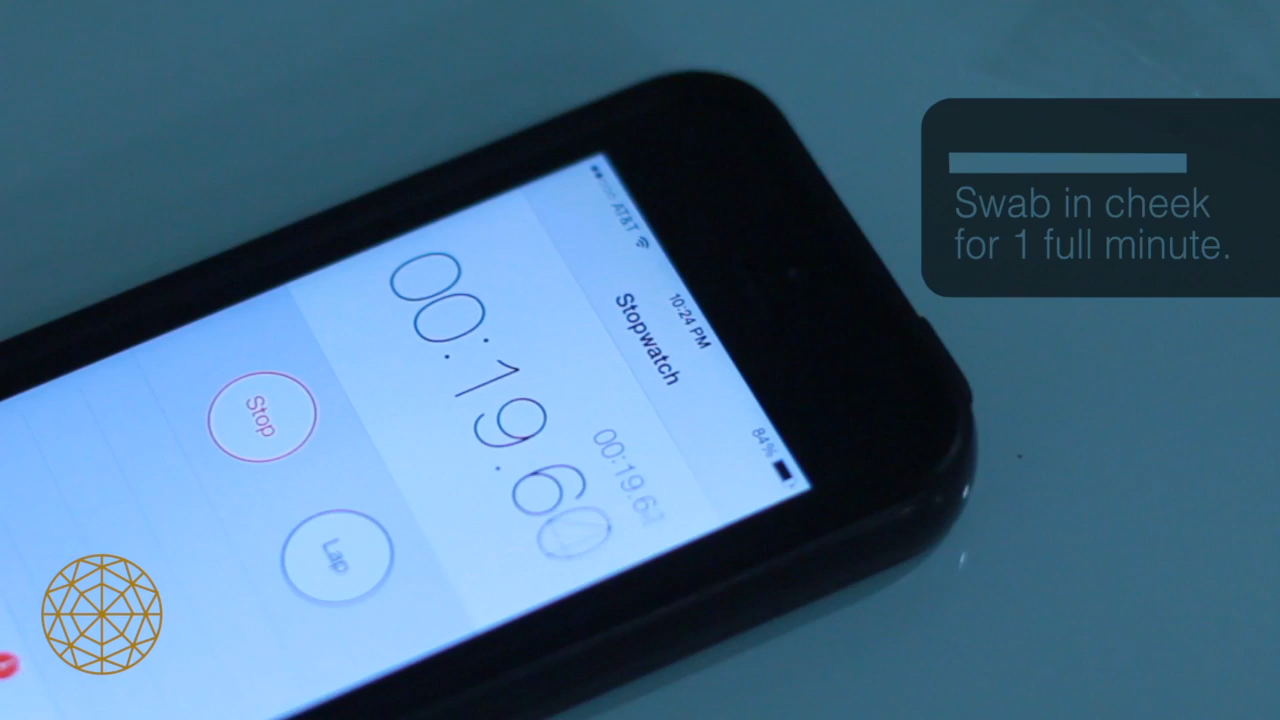 AT&T
10:24 PM
84%
Stopwatch
00:19.6
00:19.6
Stop
Lap
Swab in cheek
for 1 full minute.